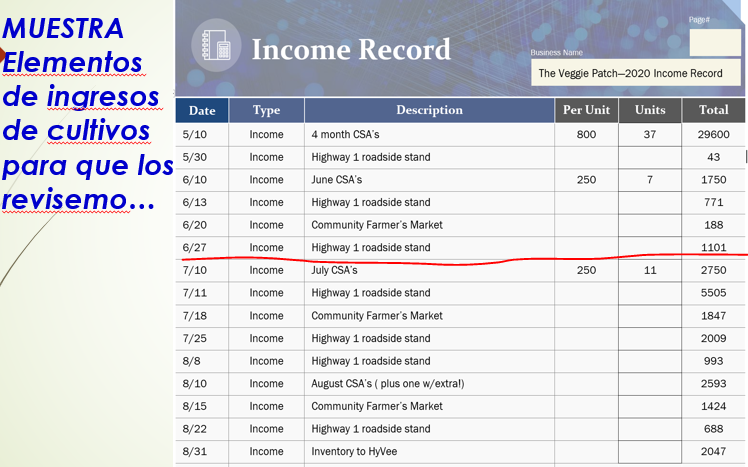 MUESTRA
Elementos
de ingresos
de cultivos
para que los
revisemo…
Page#
Income Record
Business Name
The Veggie Patch—2020 Income Record
Date Type Description Per Unit Units Total
5/10 Income 4 month CSA's 800 37 29600
5/30 Income Highway 1 roadside stand 43
6/10 Income June CSA's 250 7 1750
6/13 Income Highway 1 roadside stand 771
6/20 Income Community Farmer's Market 188
6/27 Income Highway 1 roadside stand 1101
7/10 Income July CSA's 250 11 2750
7/11 Income Highway 1 roadside stand 5505
7/18 Income Community Farmer's Market 1847
7/25 Income Highway 1 roadside stand 2009
8/8 Income Highway 1 roadside stand 993
8/10 Income August CSA's ( plus one w/extra!) 2593
8/15 Income Community Farmer's Market 1424
8/22 Income Highway 1 roadside stand 688
8/31 Income Inventory to HyVee 2047